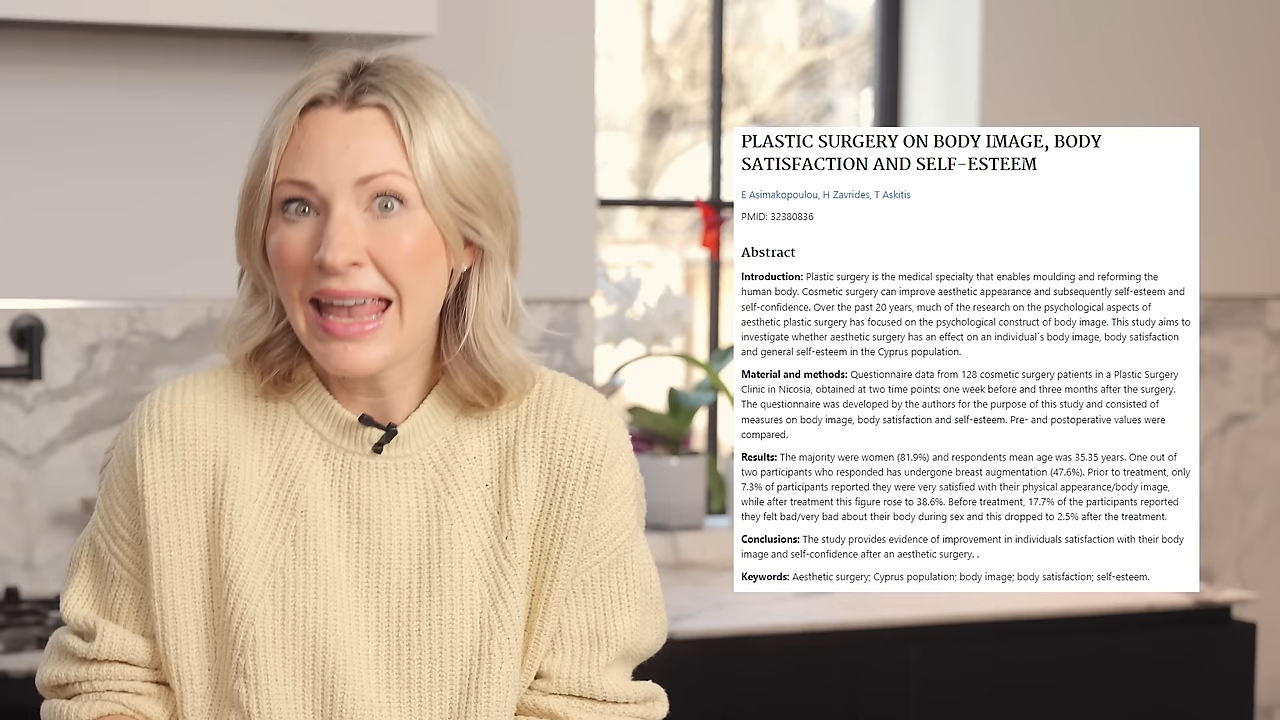 PLASTIC SURGERY ON BODY IMAGE, BODY
SATISFACTION AND SELF-ESTEEM
E Asimakopoulou, H Zavrides, T Askitis
PMID: 32380836
Abstract
Introduction: Plastic surgery is the medical specialty that enables moulding and reforming the
human body. Cosmetic surgery can improve aesthetic appearance and subsequently self-esteem and
self-confidence. Over the past 20 years, much of the research on the psychological aspects of
aesthetic plastic surgery has focused on the psychological construct of body image. This study aims to
investigate whether aesthetic surgery has an effect on an individual´s body image, body satisfaction
and general self-esteem in the Cyprus population.
Material and methods: Questionnaire data from 128 cosmetic surgery patients in a Plastic Surgery
Clinic in Nicosia, obtained at two time points: one week before and three months after the surgery.
The questionnaire was developed by the authors for the purpose of this study and consisted of
measures on body image, body satisfaction and self-esteem. Pre- and postoperative values were
compared.
Results: The majority were women (81.9%) and respondents mean age was 35.35 years. One out of
two participants who responded has undergone breast augmentation (47.6%). Prior to treatment, only
7.3% of participants reported they were very satisfied with their physical appearance/body image,
while after treatment this figure rose to 38.6%. Before treatment, 17.7% of the participants reported
they felt bad/very bad about their body during sex and this dropped to 2.5% after the treatment.
Conclusions: The study provides evidence of improvement in individuals satisfaction with their body
image and self-confidence after an aesthetic surgery. .
Keywords: Aesthetic surgery; Cyprus population; body image; body satisfaction; self-esteem.